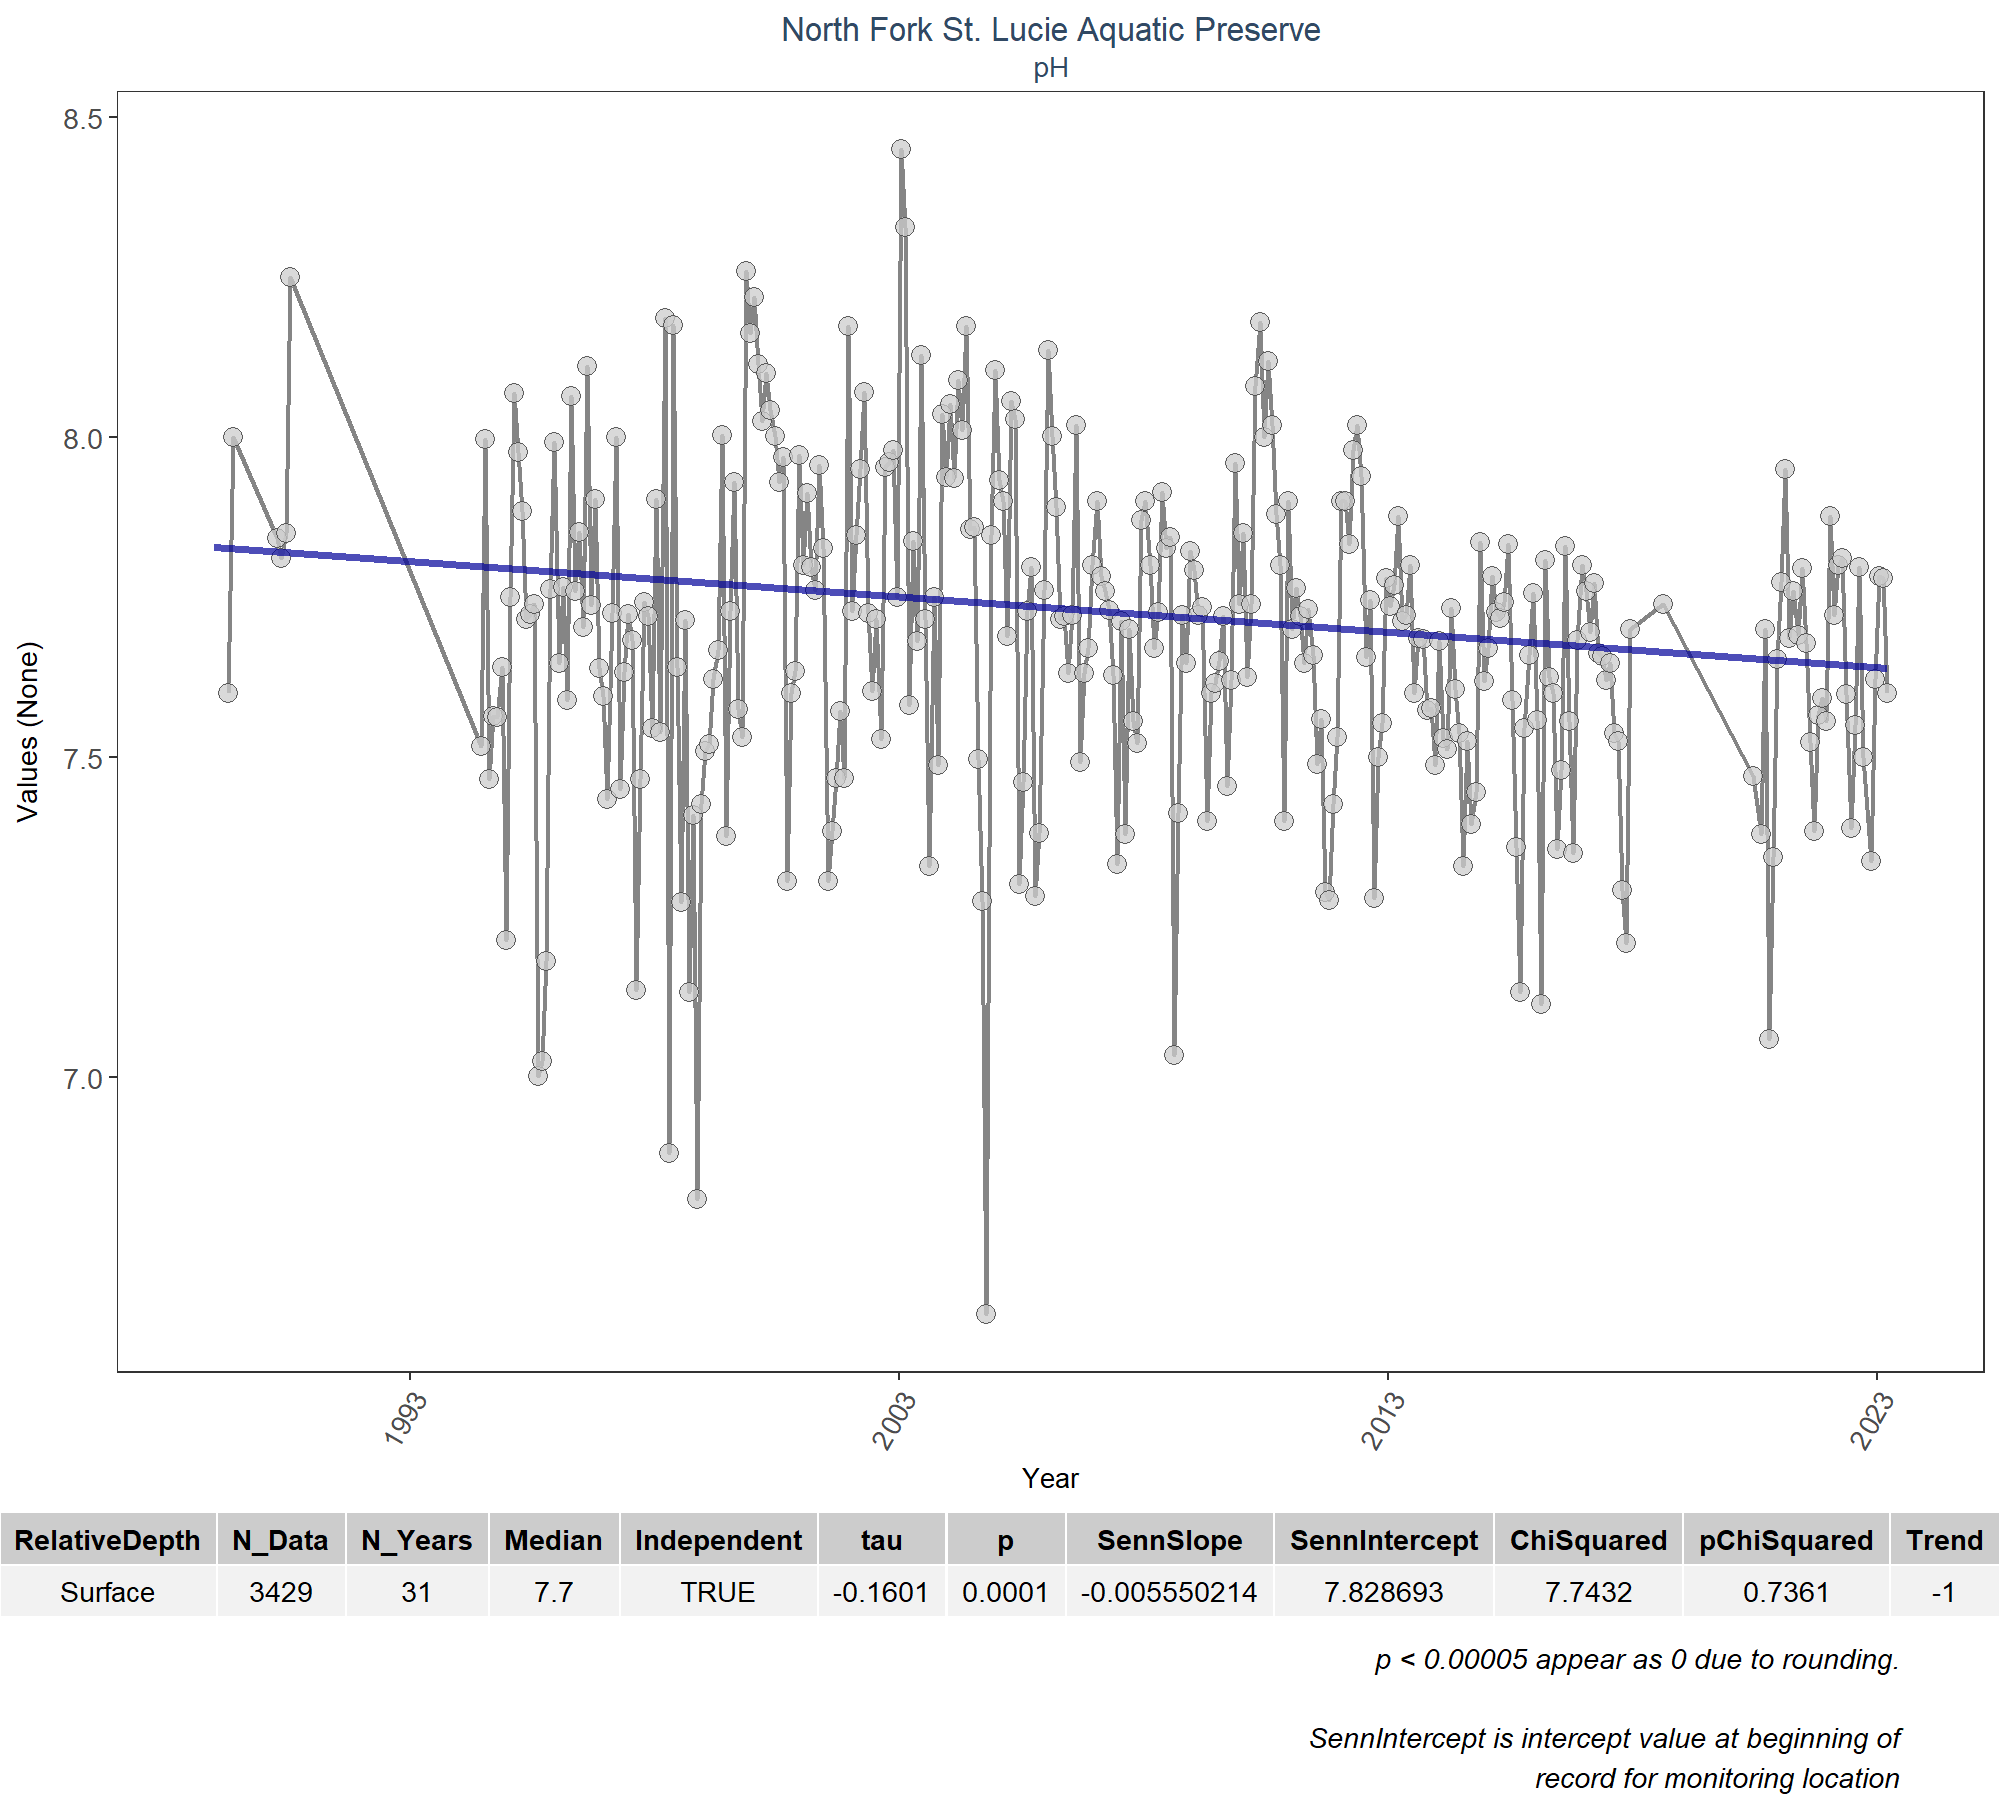 North Fork St. Lucie Aquatic Preserve
pH
8.5
8.0
7.5
7.0
Values (None)
1993
2003
2013
2023
Year
RelativeDepth N_Data N_Years Median Independent tau p SennSlope SennIntercept ChiSquared pChiSquared Trend
Surface 3429 31 7.7 TRUE -0.1601 0.0001 -0.005550214 7.828693 7.7432 0.7361 -1
p < 0.00005 appear as 0 due to rounding.
SennIntercept is intercept value at beginning of
record for monitoring location